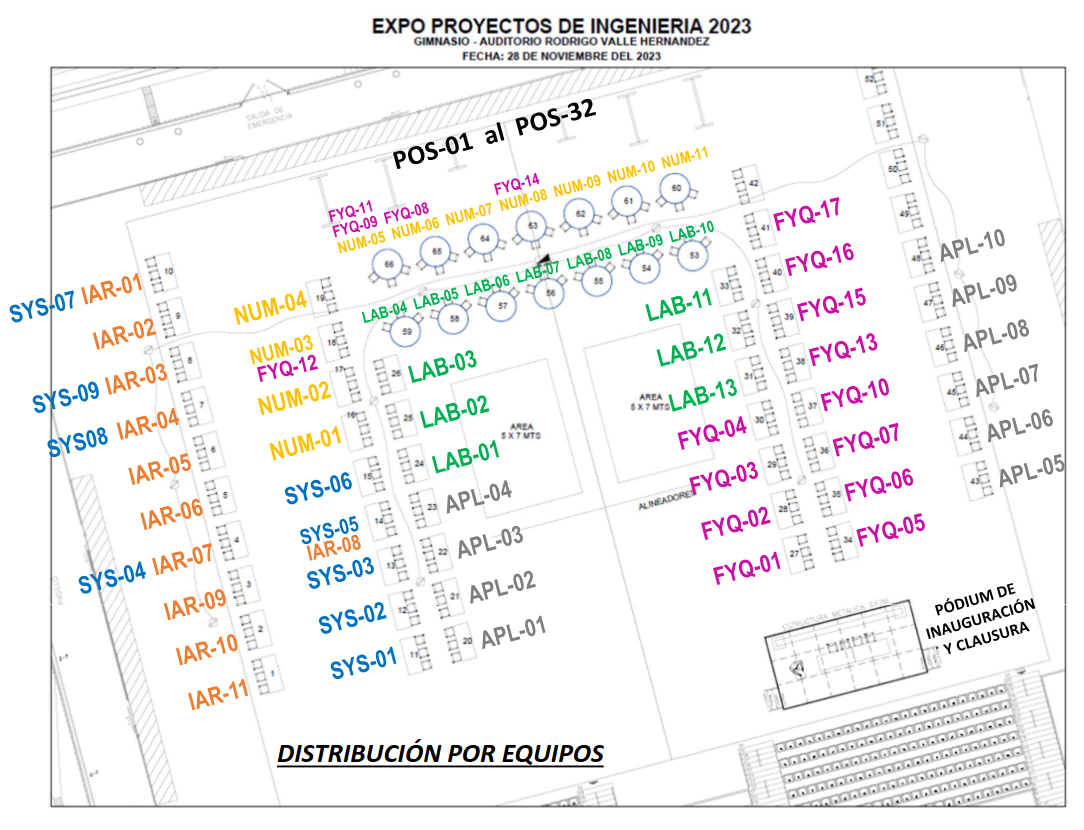 EXPO PROYECTOS DE INGENIERIA 2023
GIMNASIO - AUDITORIO RODRIGO VALLE HERNANDEZ
FECHA: 28 DE NOVIEMBRE DEL 2023
SALIDA DE
EMERGENCIA
POS-01 al POS-32
FYQ-11
FYQ-09 FYQ-08
FYQ-14
NUM-05 NUM-06 NUM-07 NUM-08 NUM-09 NUM-10 NUM-11
66 65 64 63 62 61 60
LAB-04 LAB-05 LAB-06 LAB-07 LAB-08 LAB-09 LAB-10
59 58 57 56 55 54 53
SYS-07 IAR-01 10
IAR-02 9
SYS-09 IAR-03 8
SYS08 IAR-04 7
IAR-05 6
IAR-06 5
SYS-04 IAR-07 4
IAR-09 3
IAR-10 2
IAR-11 1
NUM-04 19
NUM-03 18
FYQ-12
NUM-02 17
NUM-01 16
SYS-06 15
SYS-05 14
IAR-08
SYS-03 13
SYS-02 12
SYS-01 11
26 LAB-03
25 LAB-02
24 LAB-01
23 APL-04
22 APL-03
21 APL-02
20 APL-01
AREA
5 X 7 MTS
AREA
5 X 7 MTS
ALINEADORES
LAB-11 33
LAB-12 32
LAB-13 31
FYQ-04 30
FYQ-03 29
FYQ-02 28
FYQ-01 27
42
41 FYQ-17
40 FYQ-16
39 FYQ-15
38 FYQ-13
37 FYQ-10
36 FYQ-07
35 FYQ-06
34 FYQ-05
52
51
50
49
48 APL-10
47 APL-09
46 APL-08
45 APL-07
44 APL-06
43 APL-05
ESTRUCTURA METALICA
PÓDIUM DE
INAUGURACIÓN
Y CLAUSURA
DISTRIBUCIÓN POR EQUIPOS